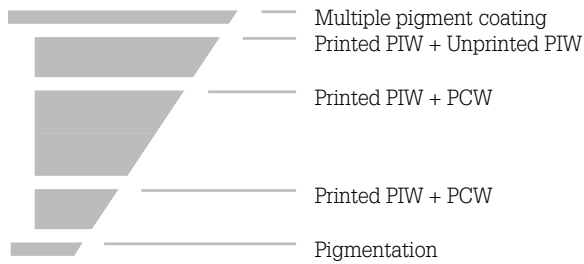 Multiple pigment coating
Printed PIW + Unprinted PIW
Printed PIW + PCW
Printed PIW + PCW
Pigmentation